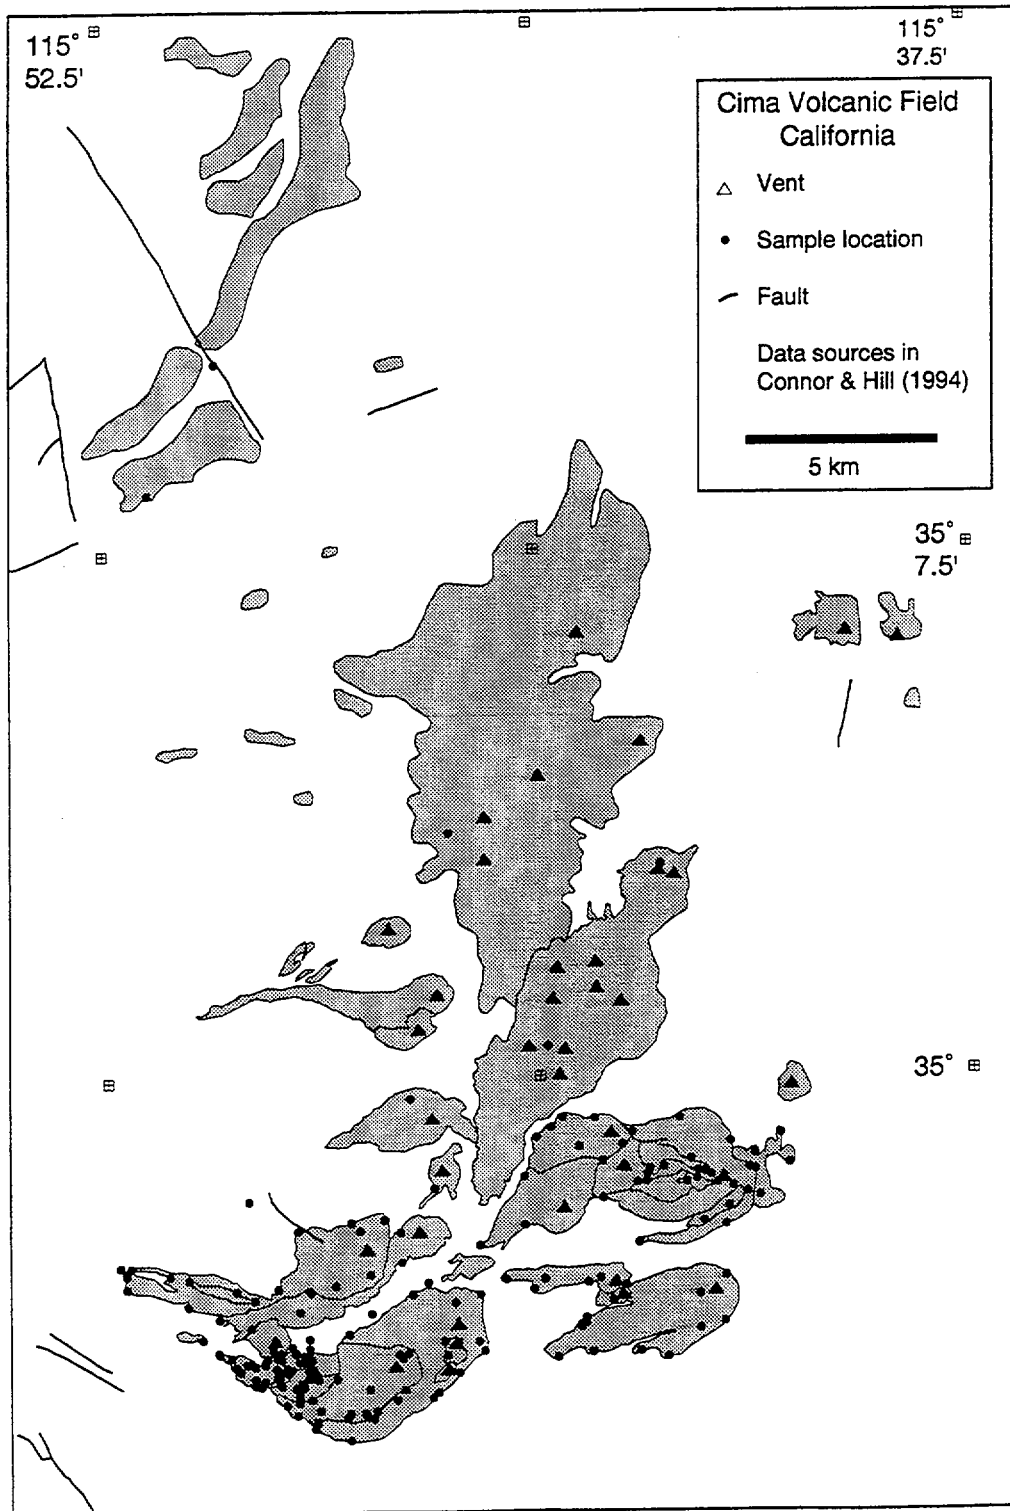 115°
52.5'
115°
37.5'
Cima Volcanic Field
California
Vent
Sample location
Fault
Data sources in
Connor & Hill (1994)
5 km
35°
7.5'
35°